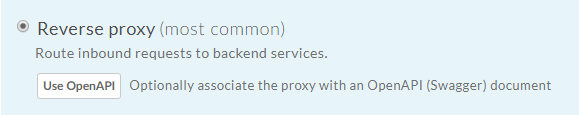 Reverse proxy (most common)
Route inbound requests to backend services.
Use OpenAPI Optionally associate the proxy with an OpenAPI (Swagger) document